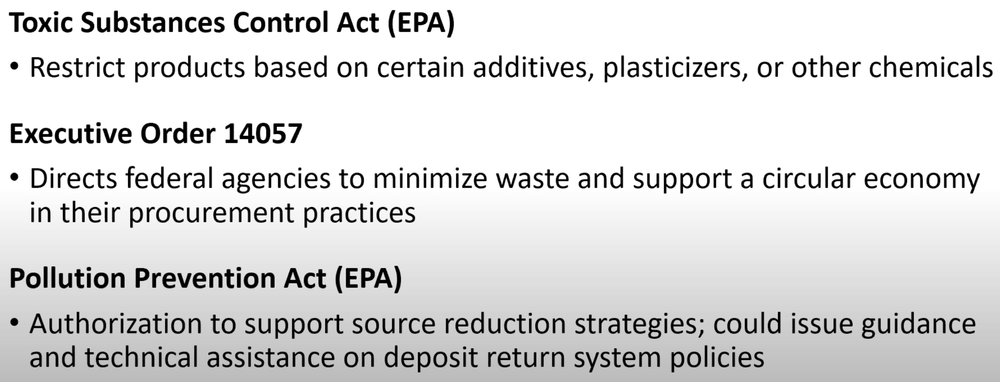 Toxic Substances Control Act (EPA)
• Restrict products based on certain additives, plasticizers, or other chemicals
Executive Order 14057
• Directs federal agencies to minimize waste and support a circular economy
in their procurement practices
Pollution Prevention Act (EPA)
• Authorization to support source reduction strategies; could issue guidance
and technical assistance on deposit return system policies